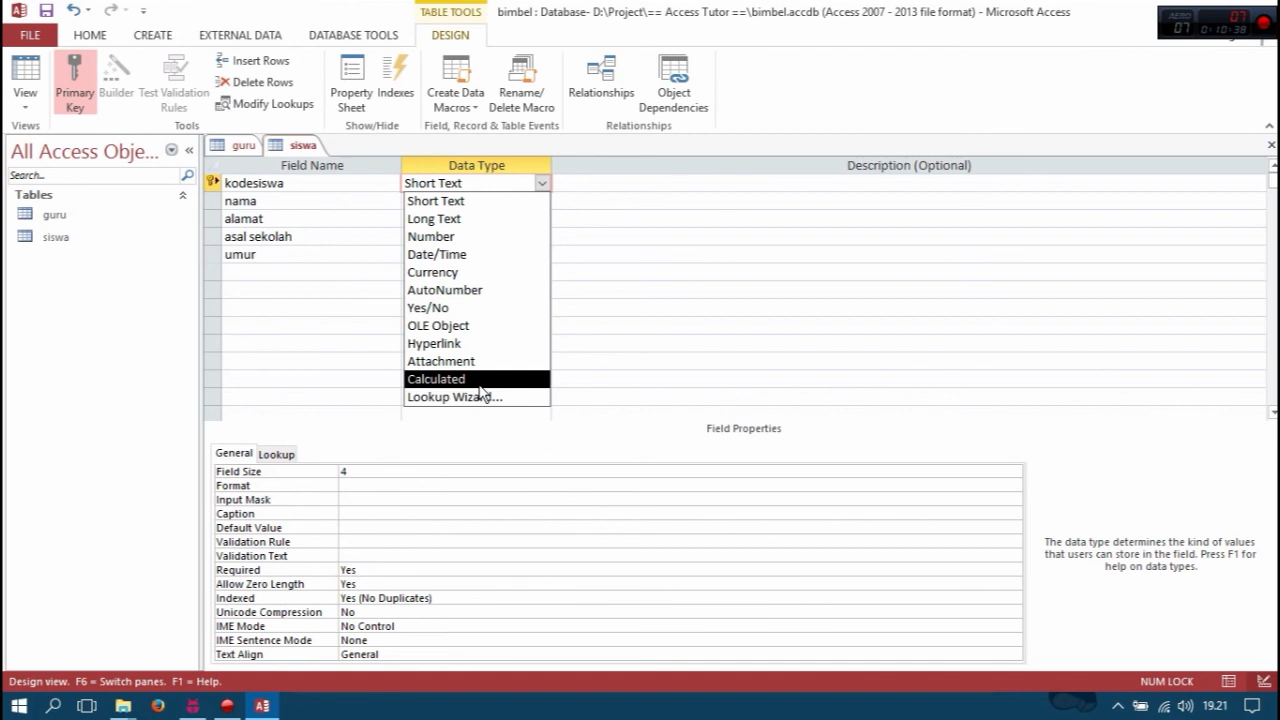 TABLE TOOLS
bimbel : Database- D:\Project\== Access Tutor ==\bimbel.accdb (Access 2007 - 2013 file format) - Microsoft Access
FILE HOME CREATE EXTERNAL DATA DATABASE TOOLS DESIGN
View
Primary Key
Builder
Test Validation Rules
Insert Rows
Delete Rows
Modify Lookups
Property Sheet
Indexes
Create Data Macros
Rename/ Delete Macro
Relationships
Object Dependencies
Views
Tools
Show/Hide
Field, Record & Table Events
Relationships
07
07
0:10:38
All Access Obje...
Search...
Tables
guru
siswa
guru
siswa
Field Name Data Type Description (Optional)
kodesiswa Short Text
nama
alamat
asal sekolah
umur
Short Text
Long Text
Number
Date/Time
Currency
AutoNumber
Yes/No
OLE Object
Hyperlink
Attachment
Calculated
Lookup Wizard...
Field Properties
General Lookup
Field Size 4
Format
Input Mask
Caption
Default Value
Validation Rule
Validation Text
Required Yes
Allow Zero Length Yes
Indexed Yes (No Duplicates)
Unicode Compression No
IME Mode No Control
IME Sentence Mode None
Text Align General
The data type determines the kind of values
that users can store in the field. Press F1 for
help on data types.
Design view. F6 = Switch panes. F1 = Help.
NUM LOCK
19.21